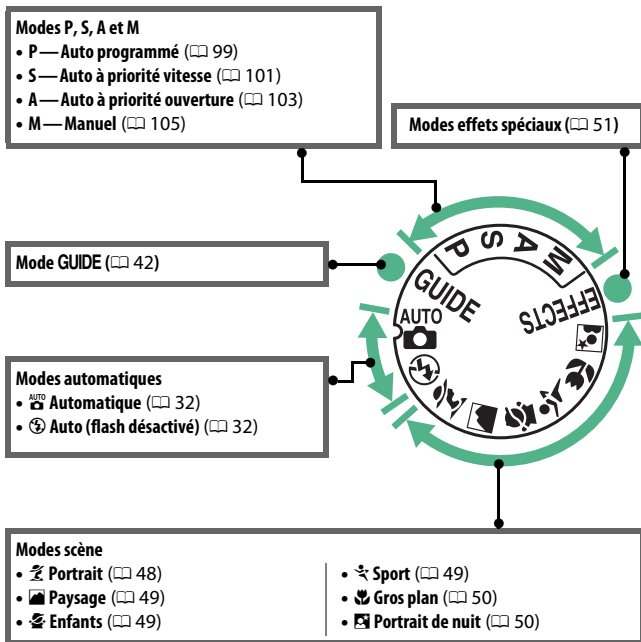 Modes P, S, A et M
• P—Auto programmé (📖 99)
• S—Auto à priorité vitesse (📖 101)
• A—Auto à priorité ouverture (📖 103)
• M—Manuel (📖 105)
Modes effets spéciaux (📖 51)
Mode GUIDE (📖 42)
P S A M
GUIDE
EFFECTS
AUTO
Modes automatiques
• AUTO Automatique (📖 32)
• Auto (flash désactivé) (📖 32)
Modes scène
• Portrait (📖 48)
• Paysage (📖 49)
• Enfants (📖 49)
• Sport (📖 49)
• Gros plan (📖 50)
• Portrait de nuit (📖 50)